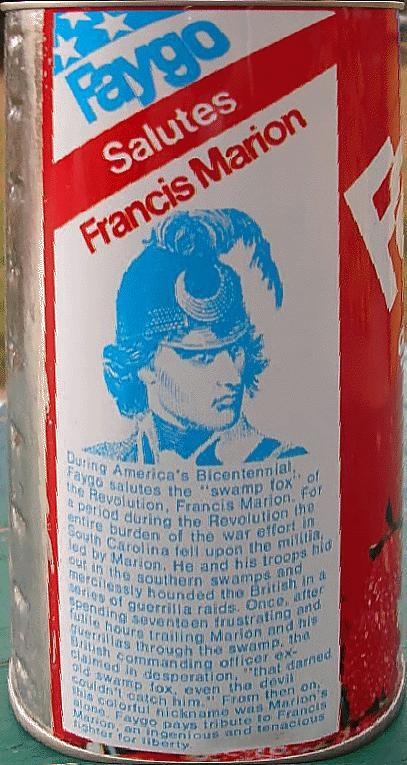 Faygo
Salutes
Francis Marion
During America's Bicentennial,
Faygo salutes the "swamp fox" of
the Revolution, Francis Marion. For
a period during the Revolution the
entire burden of the war effort in
South Carolina fell upon the militia,
led by Marion. He and his troops hid
out in the southern swamps and
mercilessly hounded the British in a
series of guerrilla raids. Once, after
spending seventeen frustrating and
futile hours trailing Marion and his
guerrillas through the swamp, the
British Commanding officer ex-
claimed in desperation, "that darned
old swamp fox, even the devil
couldn't catch him." From then on,
this colorful nickname was Marion's
alone. Faygo pays tribute to Francis
Marion, an ingenious and tenacious
fighter for liberty.